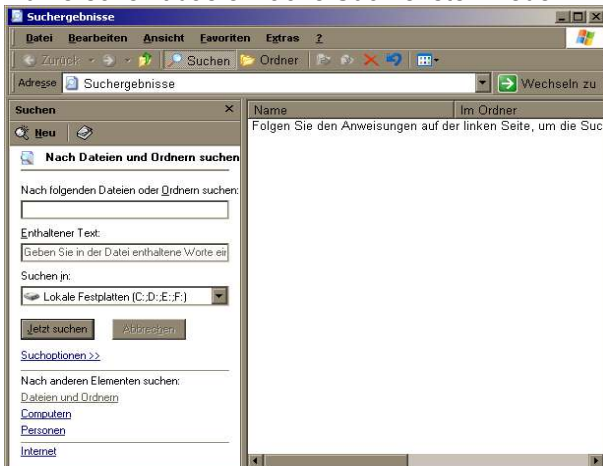 Suchergebnisse
Datei Bearbeiten Ansicht Favoriten Extras ?
Zurück Suchen Ordner
Adresse Suchergebnisse Wechseln zu
Suchen
Neu
Nach Dateien und Ordnern suchen
Nach folgenden Dateien oder Ordnern suchen:
Enthaltener Text:
Geben Sie in der Datei enthaltene Worte eir
Suchen in:
Lokale Festplatten (C:;D:;E:;F:)
Jetzt suchen Abbrechen
Suchoptionen >>
Nach anderen Elementen suchen:
Dateien und Ordnern
Computern
Personen
Internet
Name Im Ordner
Folgen Sie den Anweisungen auf der linken Seite, um die Suc